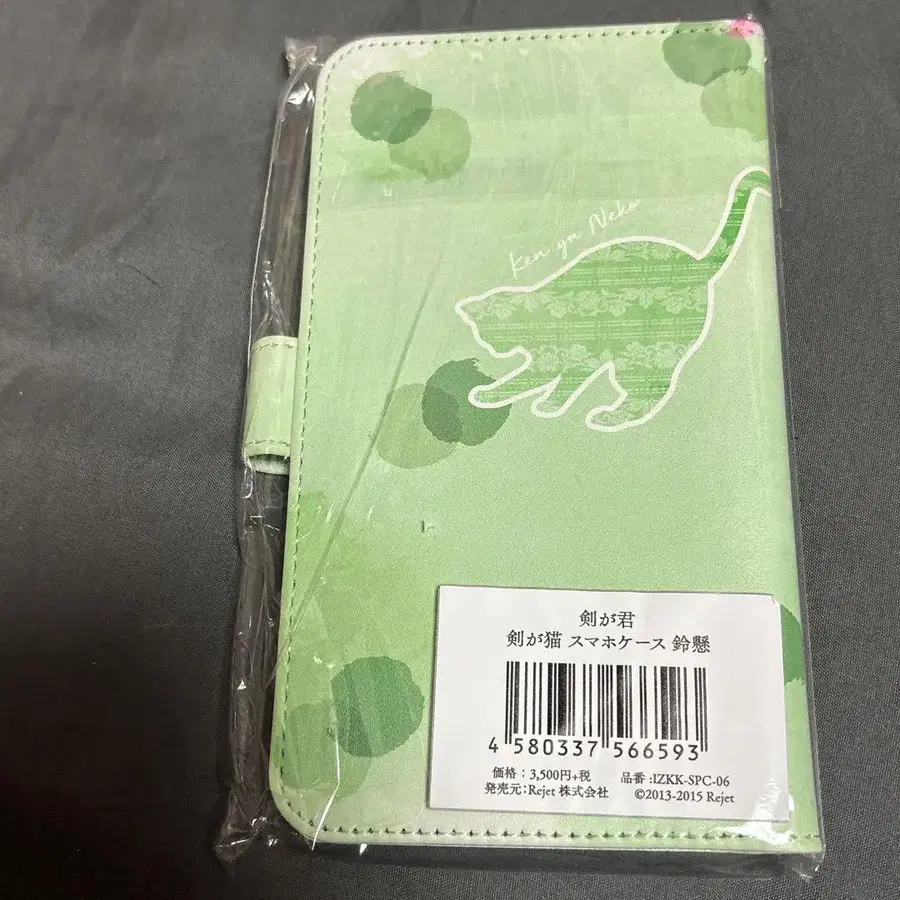 Ken ga Neko
剣が君
剣が猫 スマホケース 鈴懸
4 580337 566593
価格：3,500円+税 品番:IZKK-SPC-06
発売元:Rejet 株式会社 ©2013-2015 Rejet